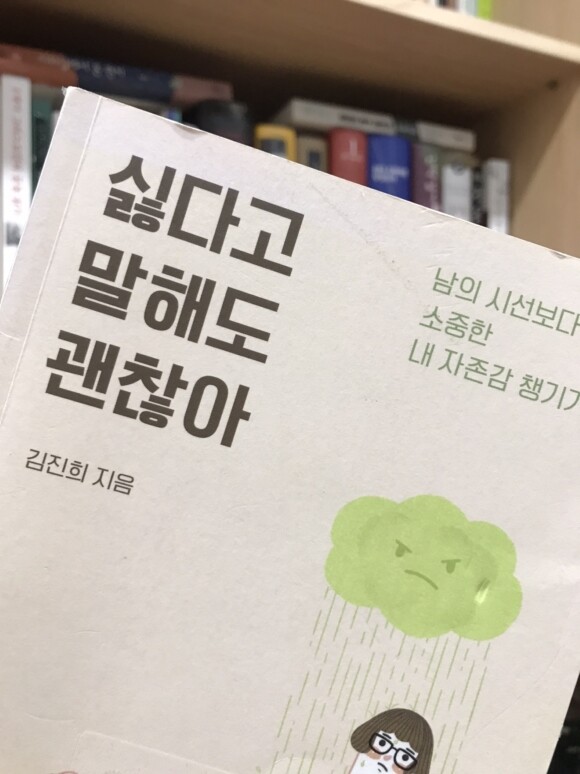 싫다고
말해도
괜찮아
남의 시선보다
소중한
내 자존감 챙기기
김진희 지음